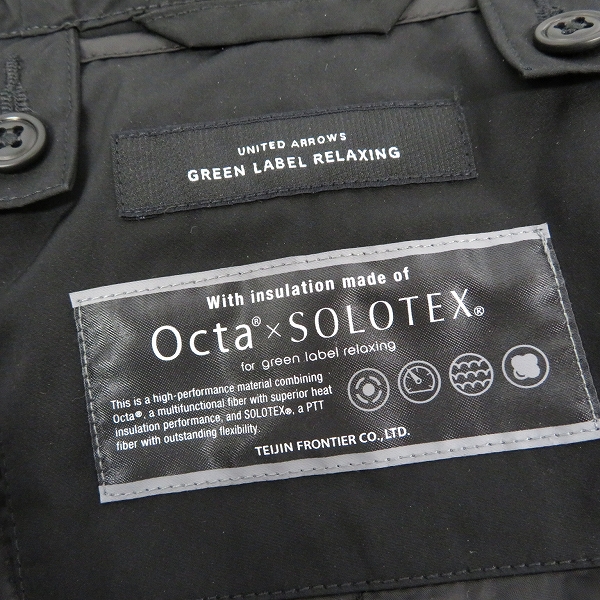 UNITED ARROWS
GREEN LABEL RELAXING
With insulation made of
Octa® × SOLOTEX®
for green label relaxing
This is a high-performance material combining
Octa®, a multifunctional fiber with superior heat
insulation performance, and SOLOTEX®, a PTT
fiber with outstanding flexibility.
TEIJIN FRONTIER CO., LTD.